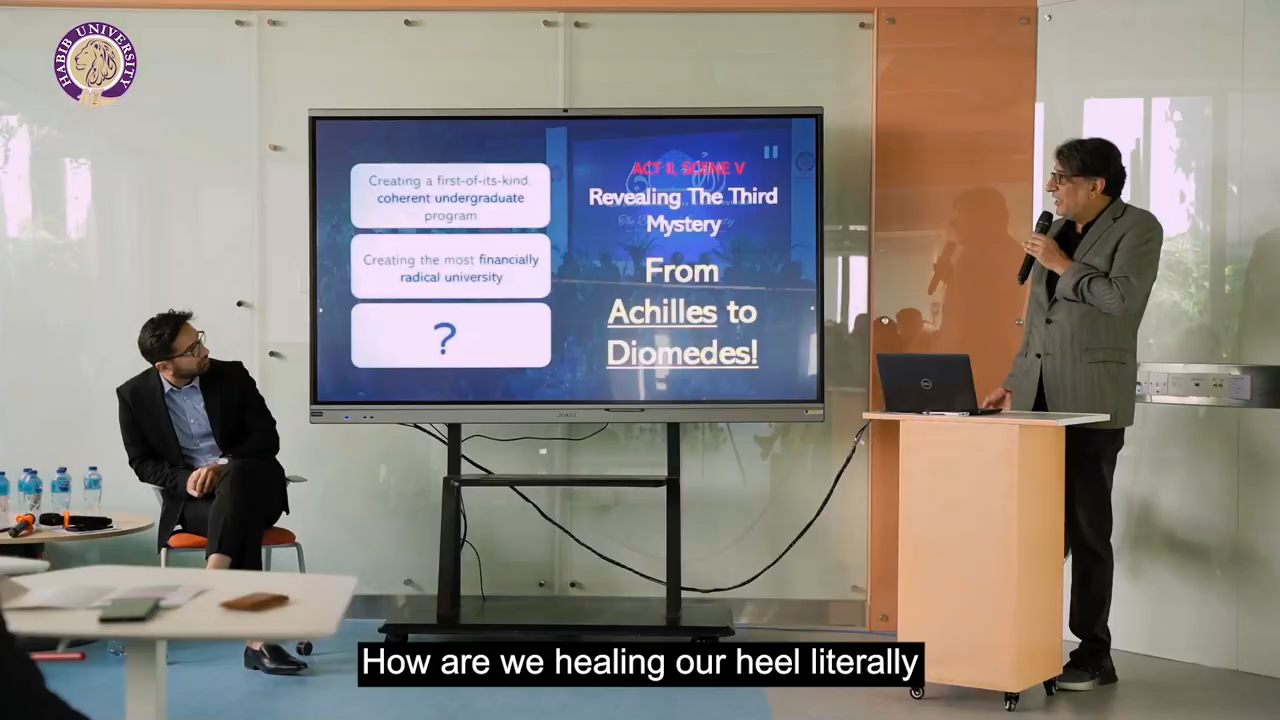 HABIB UNIVERSITY
Creating a first-of-its-kind
coherent undergraduate
program
Creating the most financially
radical university
?
ACT II, SCENE V
Revealing The Third
Mystery
From
Achilles to
Diomedes!
DELL
How are we healing our heel literally